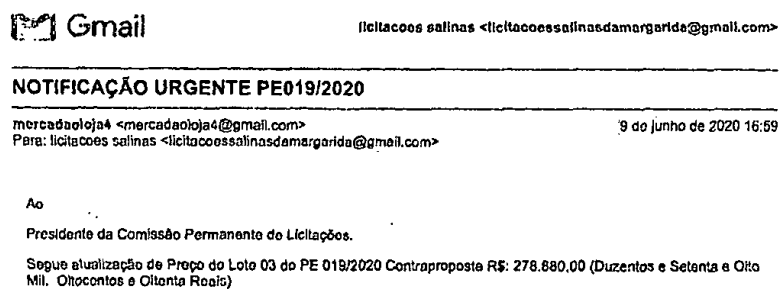 Gmail
licitacoes salinas <licitacoessalinasdamargarida@gmail.com>
NOTIFICAÇÃO URGENTE PE019/2020
mercadaoloja4 <mercadaoloja4@gmail.com>
9 de junho de 2020 16:59
Para: licitacoes salinas <licitacoessalinasdamargarida@gmail.com>
Ao
Presidente da Comissão Permanente de Licitações.
Segue atualização de Preço do Lote 03 do PE 019/2020 Contraproposta R$: 278.880,00 (Duzentos e Setenta e Oito
Mil, Oitocentos e Oitenta Reais)